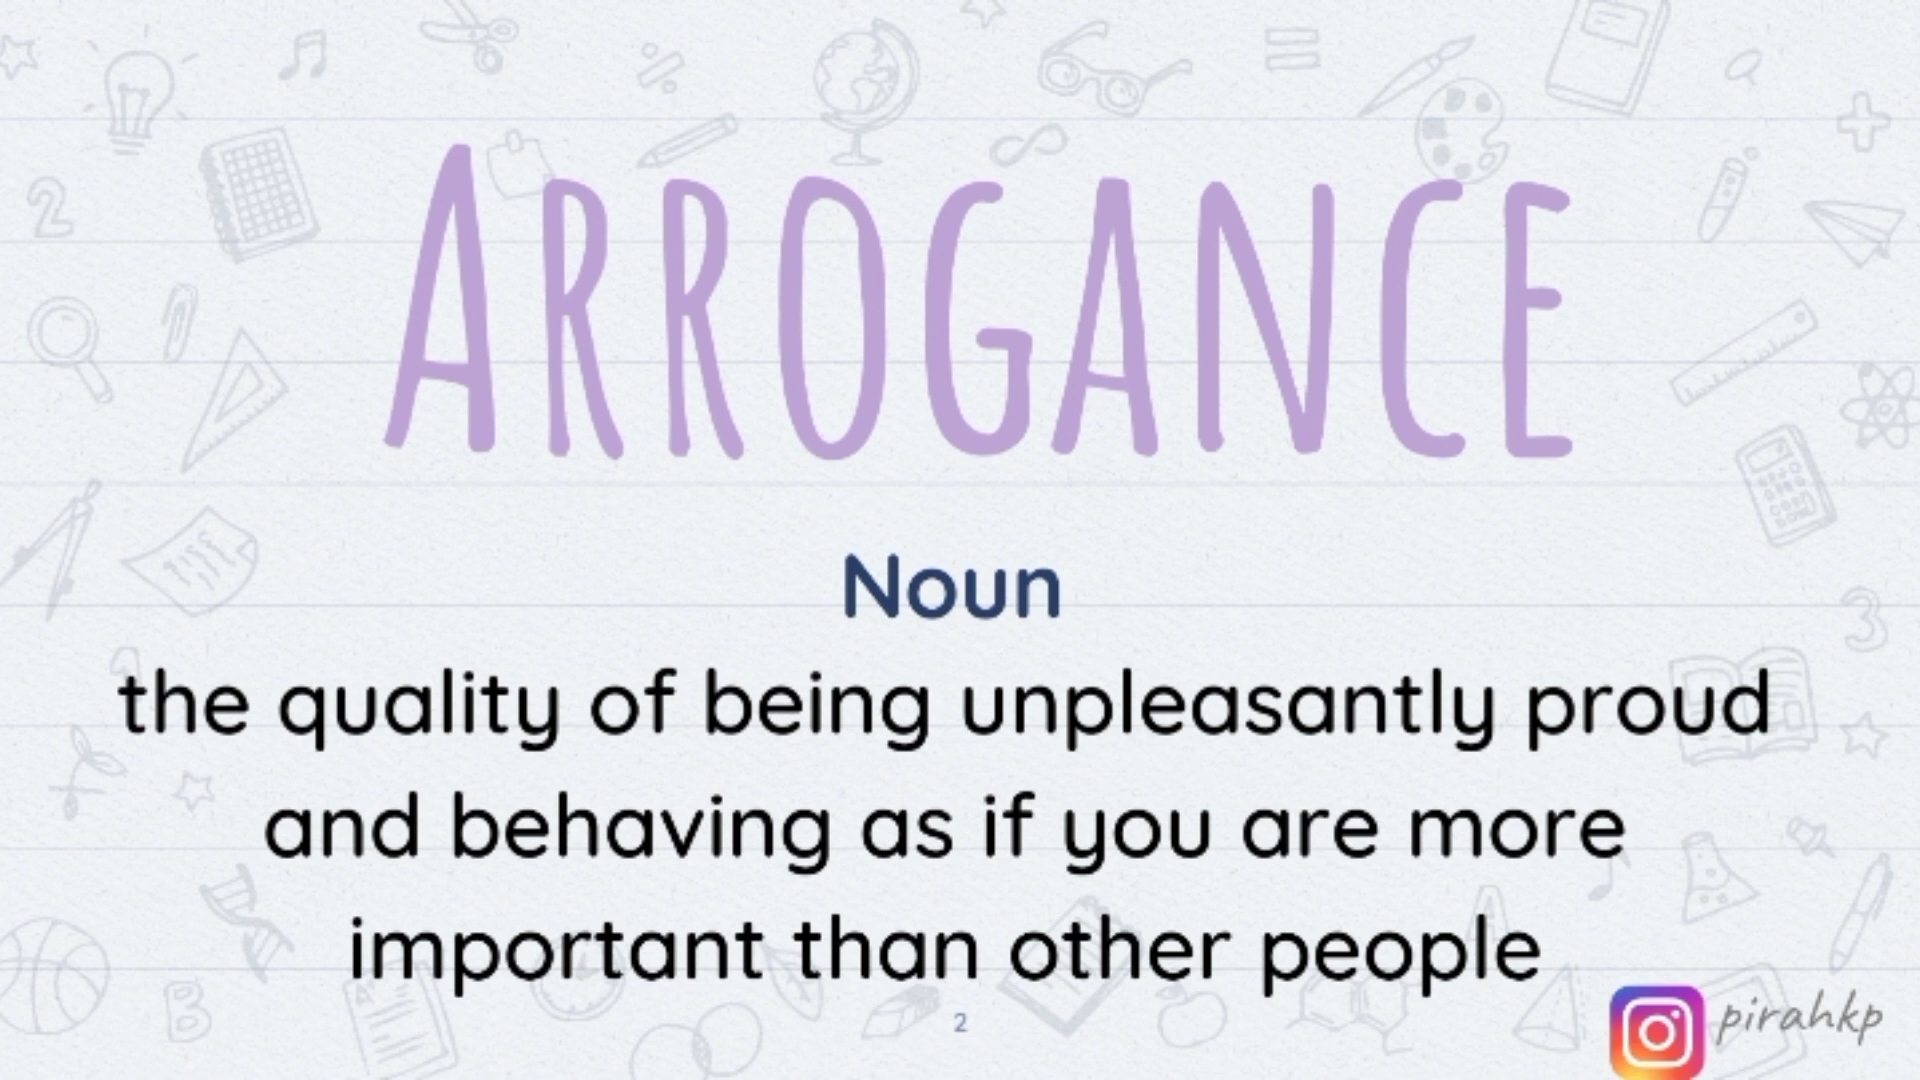 ARROGANCE
Noun
the quality of being unpleasantly proud
and behaving as if you are more
important than other people
2
pirahkp